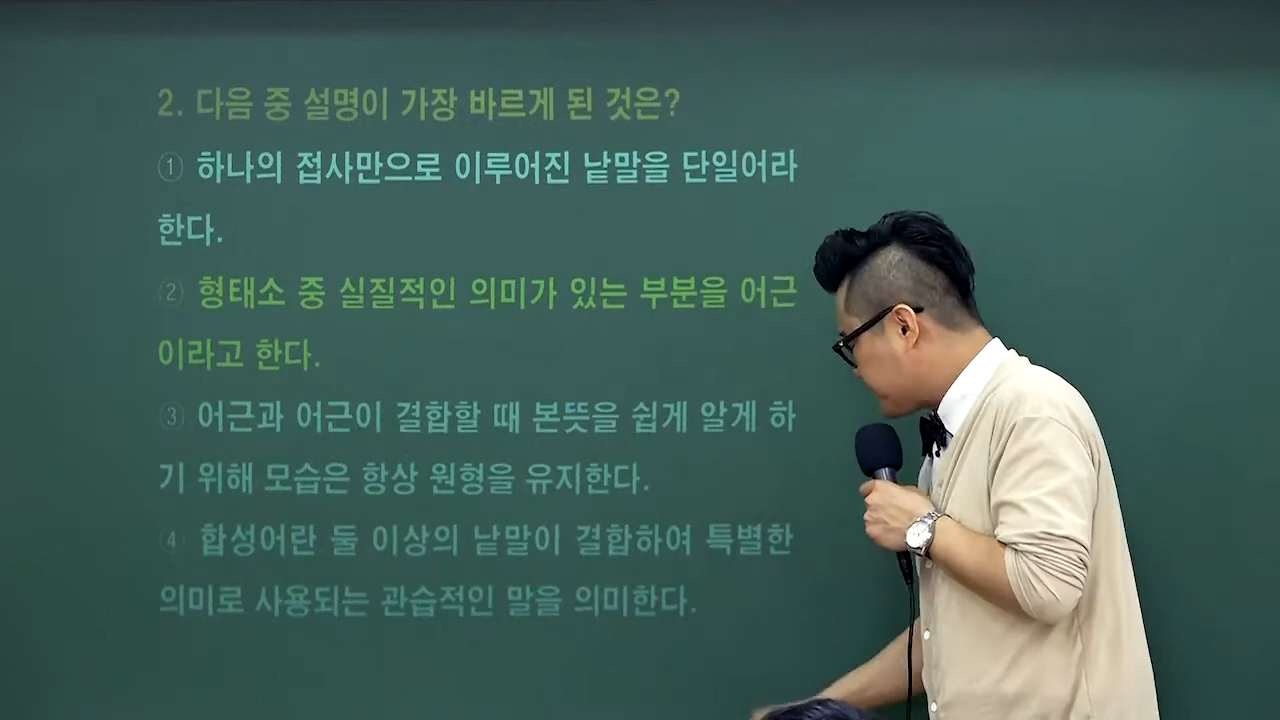 2. 다음 중 설명이 가장 바르게 된 것은?
① 하나의 접사만으로 이루어진 낱말을 단일어라
한다.
② 형태소 중 실질적인 의미가 있는 부분을 어근
이라고 한다.
③ 어근과 어근이 결합할 때 본뜻을 쉽게 알게 하
기 위해 모습은 항상 원형을 유지한다.
④ 합성어란 둘 이상의 낱말이 결합하여 특별한
의미로 사용되는 관습적인 말을 의미한다.